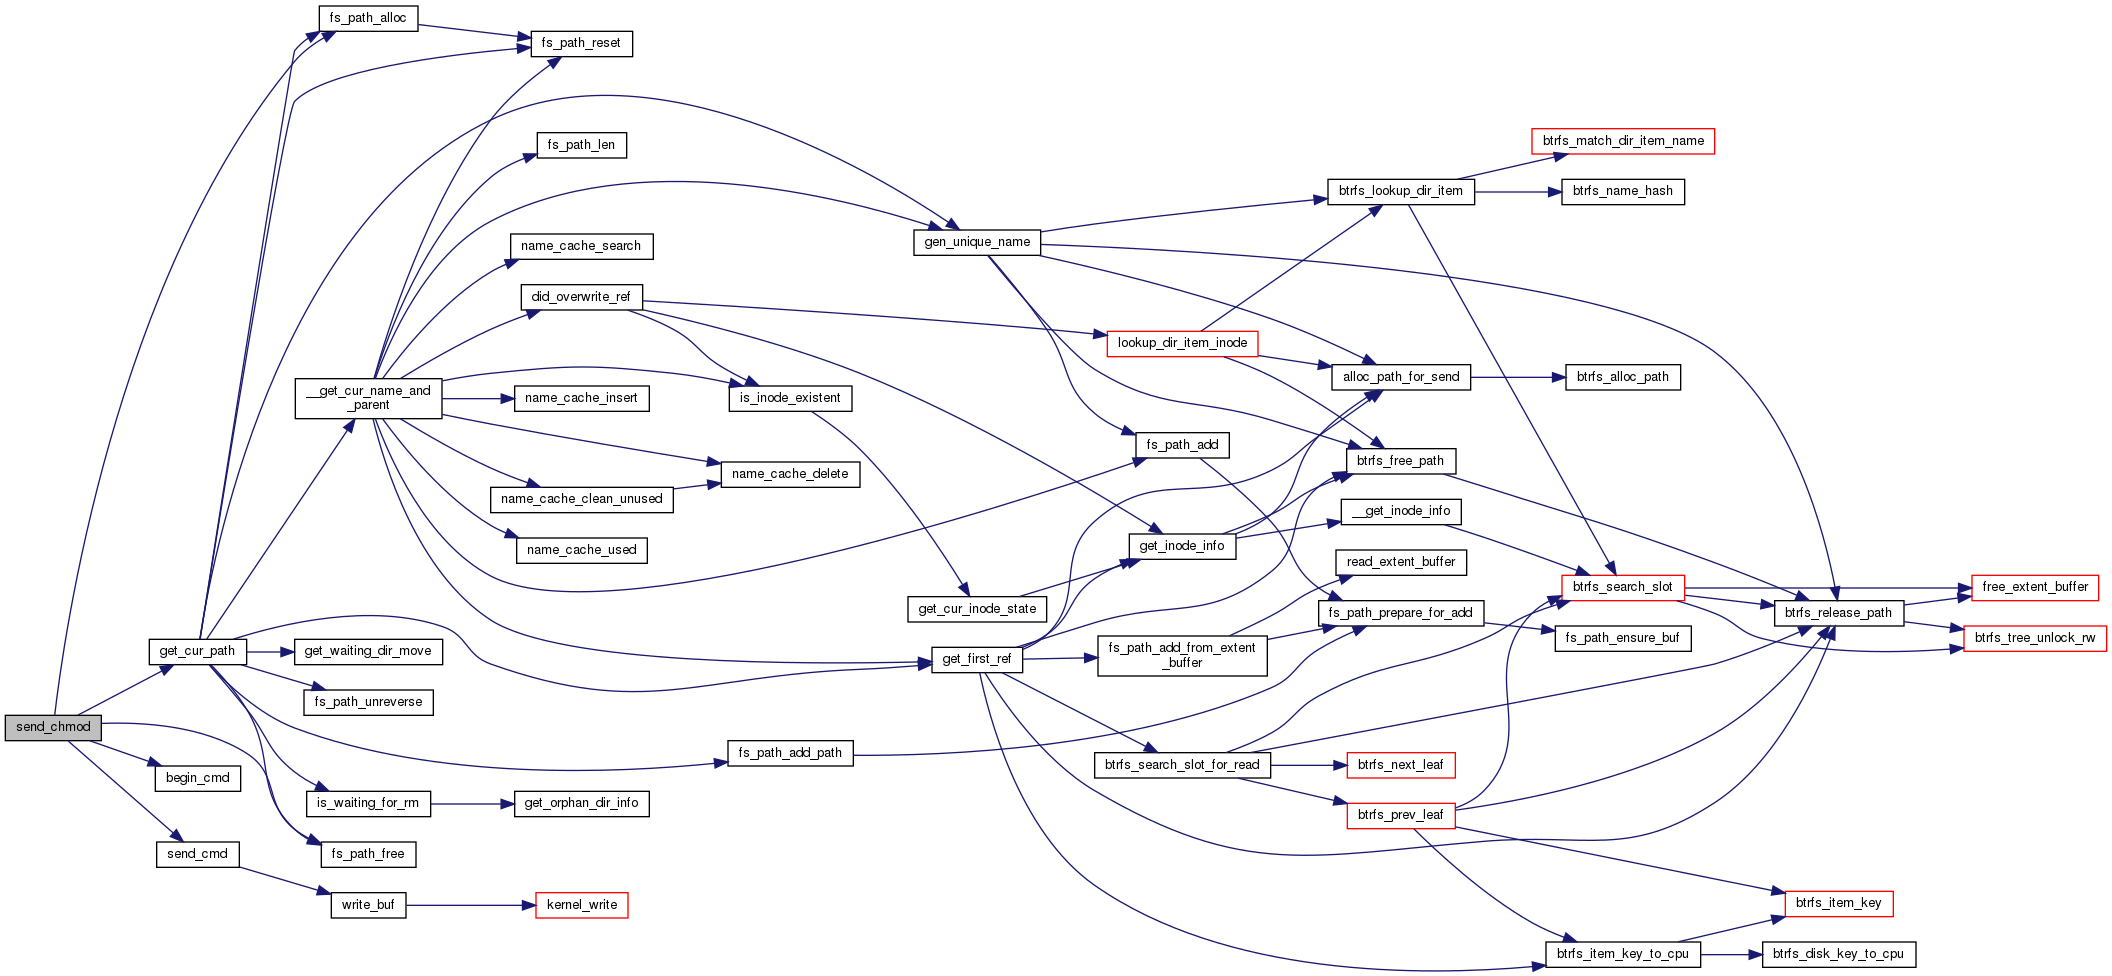 fs_path_alloc
fs_path_reset
fs_path_len
btrfs_match_dir_item_name
btrfs_lookup_dir_item
btrfs_name_hash
name_cache_search
gen_unique_name
did_overwrite_ref
lookup_dir_item_inode
alloc_path_for_send
btrfs_alloc_path
__get_cur_name_and
_parent
name_cache_insert
is_inode_existent
fs_path_add
btrfs_free_path
name_cache_delete
name_cache_clean_unused
__get_inode_info
name_cache_used
get_inode_info
read_extent_buffer
btrfs_search_slot
free_extent_buffer
get_cur_inode_state
fs_path_prepare_for_add
btrfs_release_path
fs_path_ensure_buf
btrfs_tree_unlock_rw
get_cur_path
get_waiting_dir_move
get_first_ref
fs_path_add_from_extent
_buffer
fs_path_unreverse
send_chmod
fs_path_add_path
btrfs_search_slot_for_read
btrfs_next_leaf
begin_cmd
is_waiting_for_rm
get_orphan_dir_info
btrfs_prev_leaf
send_cmd
fs_path_free
write_buf
kernel_write
btrfs_item_key
btrfs_item_key_to_cpu
btrfs_disk_key_to_cpu